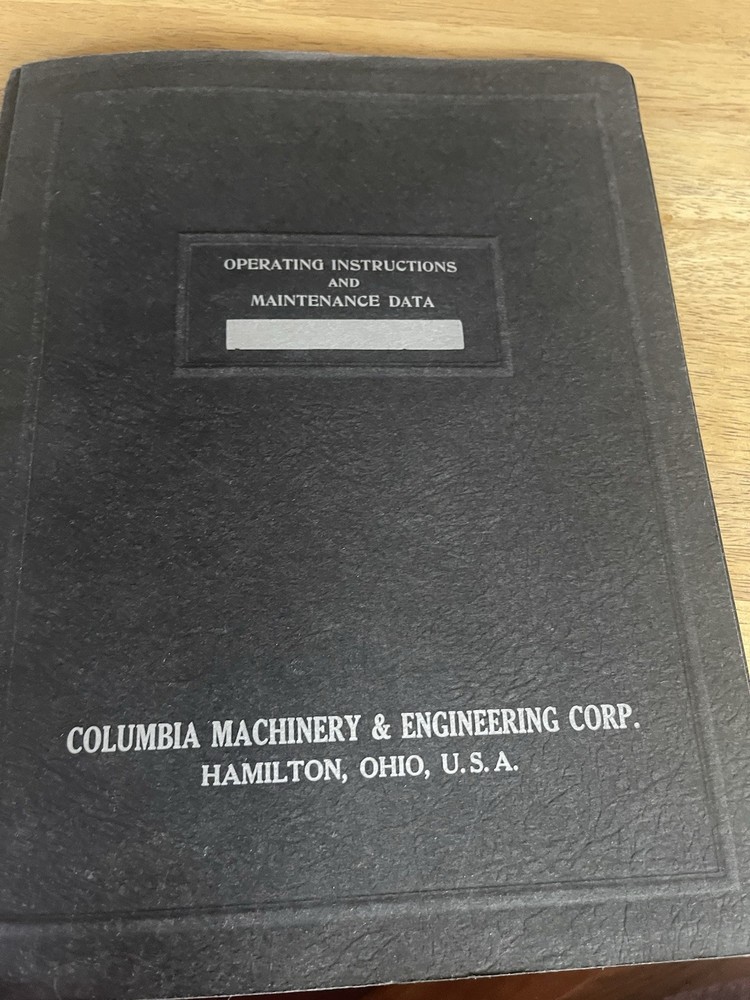 OPERATING INSTRUCTIONS
AND
MAINTENANCE DATA
COLUMBIA MACHINERY & ENGINEERING CORP.
HAMILTON, OHIO, U.S.A.